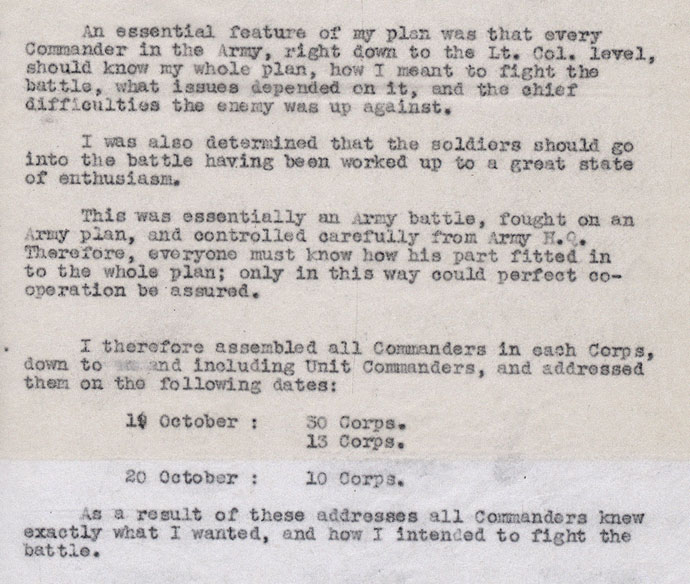 An essential feature of my plan was that every
Commander in the Army, right down to the Lt. Col. level,
should know my whole plan, how I meant to fight the
battle, what issues depended on it, and the chief
difficulties the enemy was up against.
I was also determined that the soldiers should go
into the battle having been worked up to a great state
of enthusiasm.
This was essentially an Army battle, fought on an
Army plan, and controlled carefully from Army H.Q.
Therefore, everyone must know how his part fitted in
to the whole plan; only in this way could perfect co-
operation be assured.
I therefore assembled all Commanders in each Corps,
down to and including Unit Commanders, and addressed
them on the following dates:
19 October : 30 Corps.
13 Corps.
20 October : 10 Corps.
As a result of these addresses all Commanders knew
exactly what I wanted, and how I intended to fight the
battle.